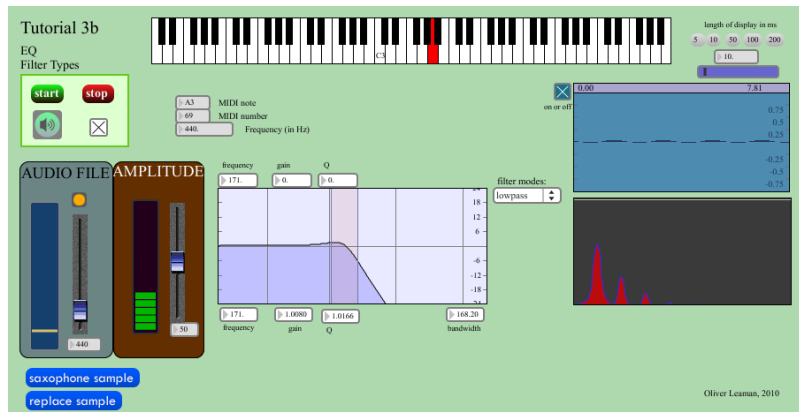 Tutorial 3b
EQ
Filter Types
start
stop
C3
length of display in ms
5 10 50 100 200
10.
A3 MIDI note
69 MIDI number
440. Frequency (in Hz)
on or off
0.00 7.81
0.75
0.5
0.25
-0.25
-0.5
-0.75
AUDIO FILE
AMPLITUDE
440
50
frequency gain Q
171. 0. 0.
24
18
12
6
-6
-12
-18
-24
171. 1.0080 1.0166 168.20
frequency gain Q bandwidth
filter modes:
lowpass
saxophone sample
replace sample
Oliver Leaman, 2010